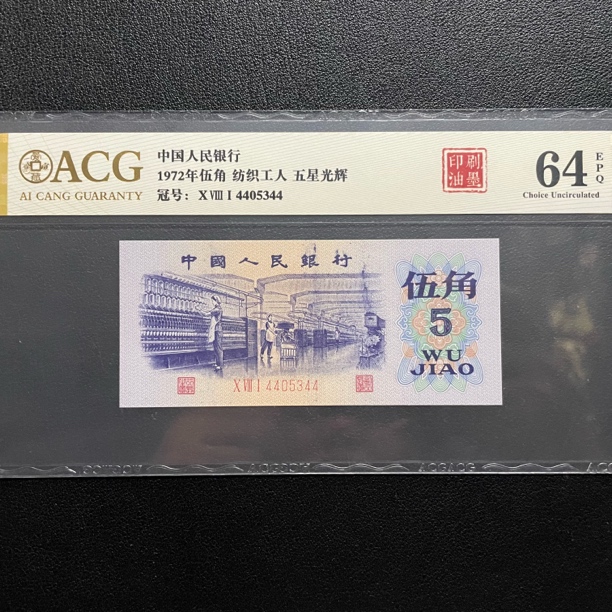 ACG
AI CANG GUARANTY
中国人民银行
1972年伍角 纺织工人 五星光辉
冠号: XⅧI 4405344
印刷
油墨
64
EPQ
Choice Uncirculated
中國人民銀行
伍角
5
WU
JIAO
XⅧI 4405344